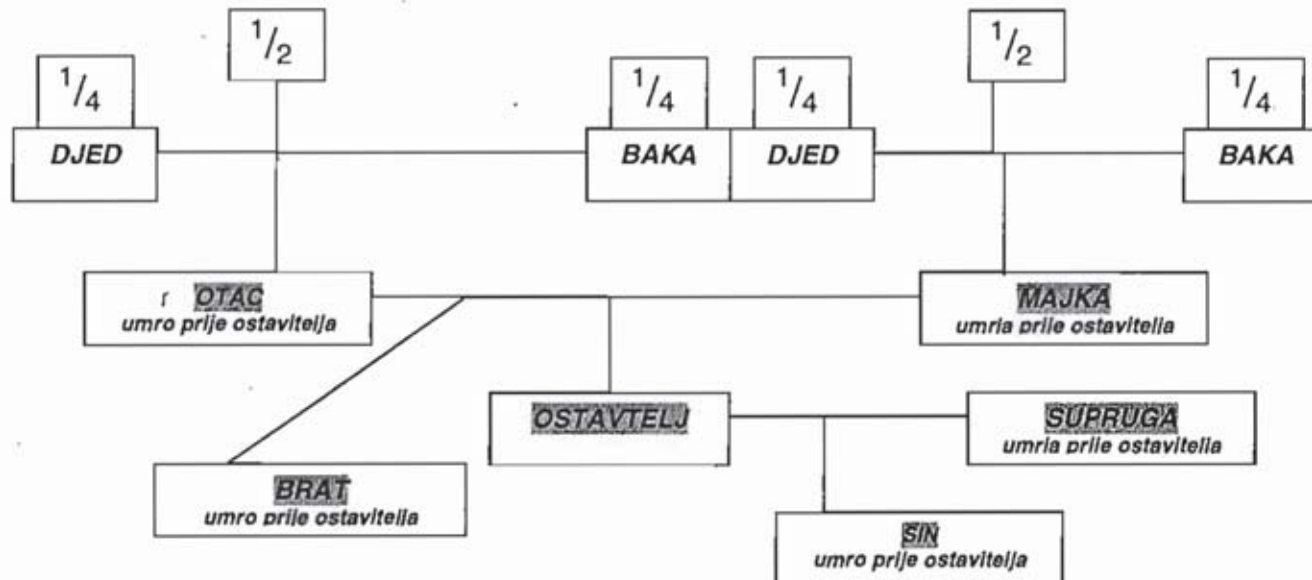 1/2
1/2
1/4
1/4
1/4
1/4
DJED
BAKA
DJED
BAKA
r OTAC
umro prije ostavitelja
MAJKA
umrla prije ostavitelja
OSTAVTELJ
SUPRUGA
umrla prije ostavitelja
BRAT
umro prije ostavitelja
SIN
umro prije ostavitelja